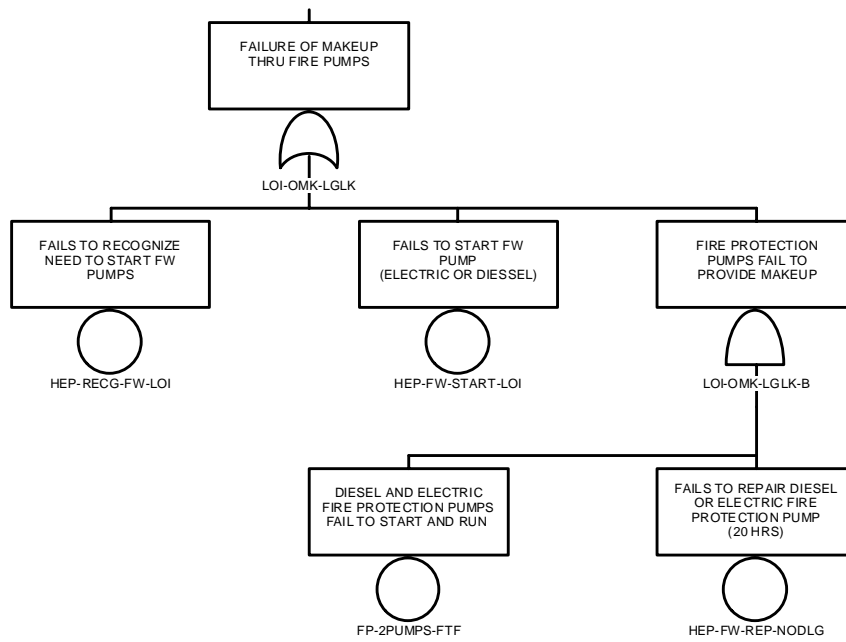 FAILURE OF MAKEUP
THRU FIRE PUMPS
LOI-OMK-LGLK
FAILS TO RECOGNIZE
NEED TO START FW
PUMPS
HEP-RECG-FW-LOI
FAILS TO START FW
PUMP
(ELECTRIC OR DIESSEL)
HEP-FW-START-LOI
FIRE PROTECTION
PUMPS FAIL TO
PROVIDE MAKEUP
LOI-OMK-LGLK-B
DIESEL AND ELECTRIC
FIRE PROTECTION PUMPS
FAIL TO START AND RUN
FP-2PUMPS-FTF
FAILS TO REPAIR DIESEL
OR ELECTRIC FIRE
PROTECTION PUMP
(20 HRS)
HEP-FW-REP-NODLG